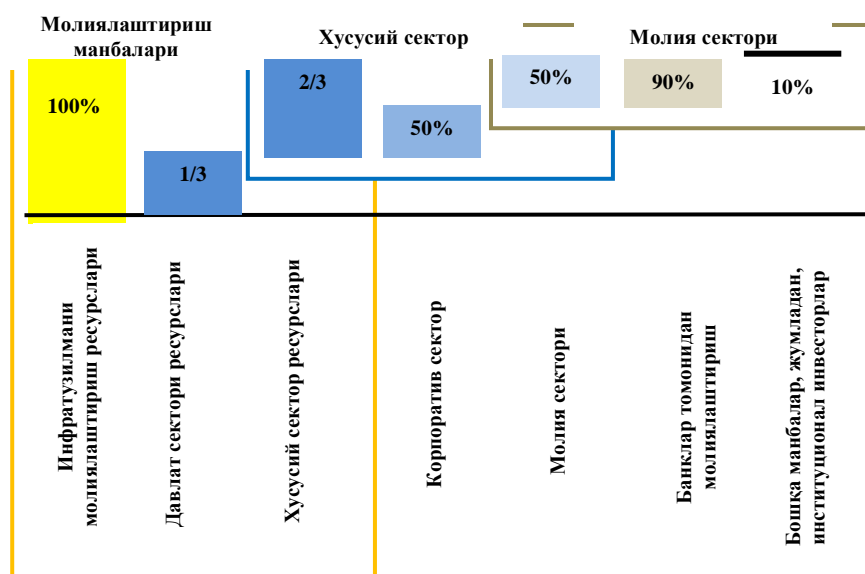 Молиялаштириш
манбалари
Хусусий сектор
Молия сектори
100%
1/3
2/3
50%
50%
90%
10%
Инфратузилмани
молиялаштириш ресурслари
Давлат сектори ресурслари
Хусусий сектор ресурслари
Корпоратив сектор
Молия сектори
Банклар томонидан
молиялаштириш
Бошқа манбалар, жумладан,
институционал инвесторлар